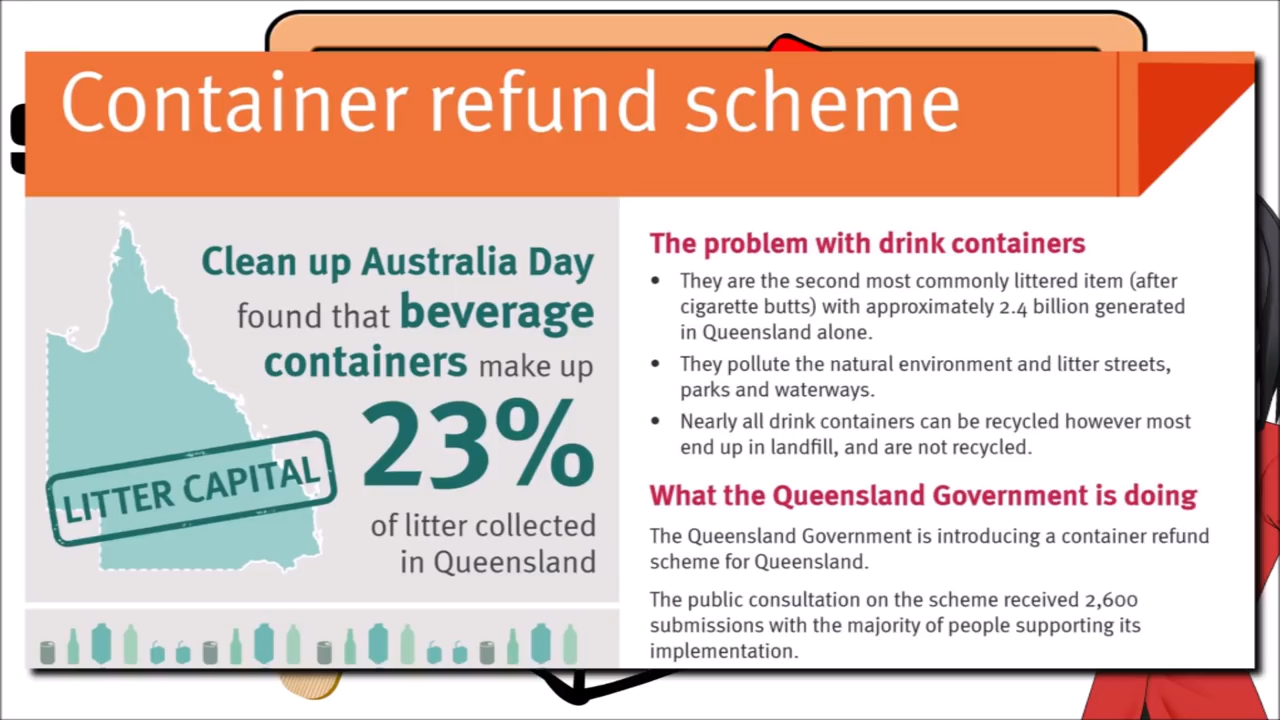 Container refund scheme
Clean up Australia Day
found that beverage
containers make up
23%
of litter collected
in Queensland
LITTER CAPITAL
The problem with drink containers
• They are the second most commonly littered item (after
cigarette butts) with approximately 2.4 billion generated
in Queensland alone.
• They pollute the natural environment and litter streets,
parks and waterways.
• Nearly all drink containers can be recycled however most
end up in landfill, and are not recycled.
What the Queensland Government is doing
The Queensland Government is introducing a container refund
scheme for Queensland.
The public consultation on the scheme received 2,600
submissions with the majority of people supporting its
implementation.